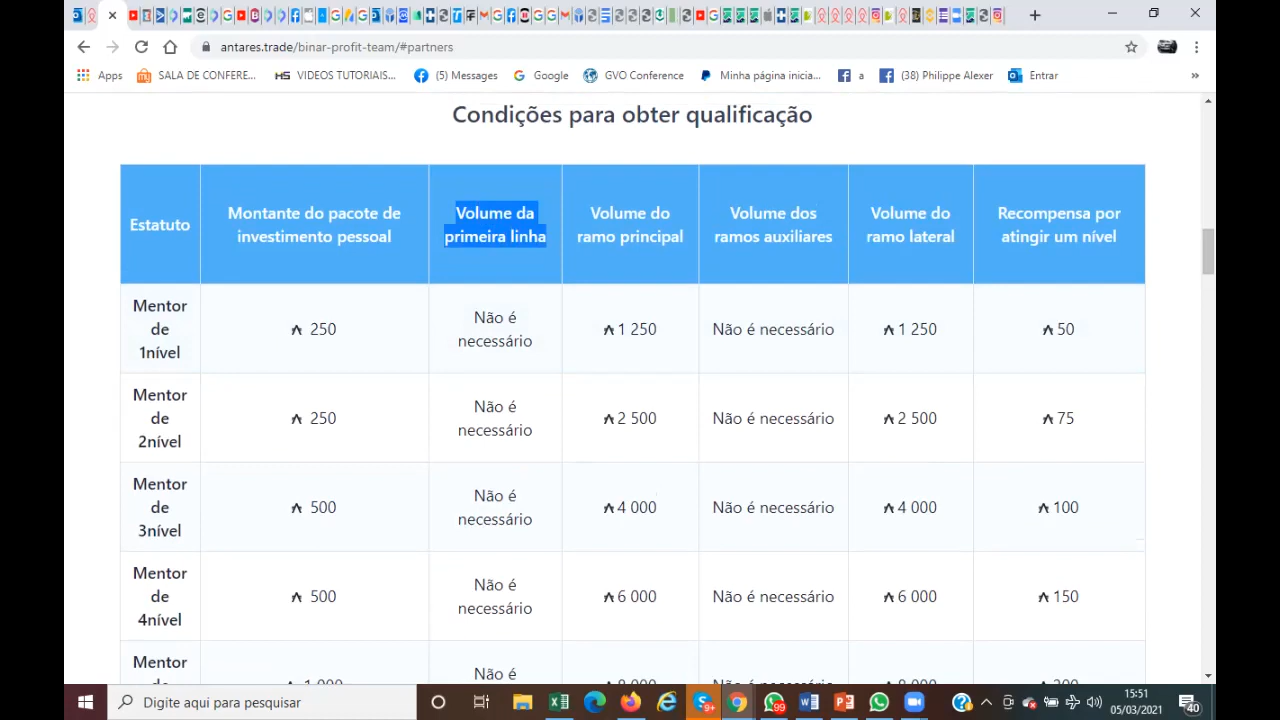 antares.trade/binar-profit-team/#partners
Apps
SALA DE CONFERE...
VIDEOS TUTORIAIS...
(5) Messages
Google
GVO Conference
Minha página inicia...
a
(38) Philippe Alexer
Entrar
»
Condições para obter qualificação
Estatuto
Montante do pacote de
investimento pessoal
Volume da
primeira linha
Volume do
ramo principal
Volume dos
ramos auxiliares
Volume do
ramo lateral
Recompensa por
atingir um nível
Mentor
de
1nível
250
Não é
necessário
1 250
Não é necessário
1 250
50
Mentor
de
2nível
250
Não é
necessário
2 500
Não é necessário
2 500
75
Mentor
de
3nível
500
Não é
necessário
4 000
Não é necessário
4 000
100
Mentor
de
4nível
500
Não é
necessário
6 000
Não é necessário
6 000
150
Mentor
Não é
Digite aqui para pesquisar
15:51
05/03/2021
40